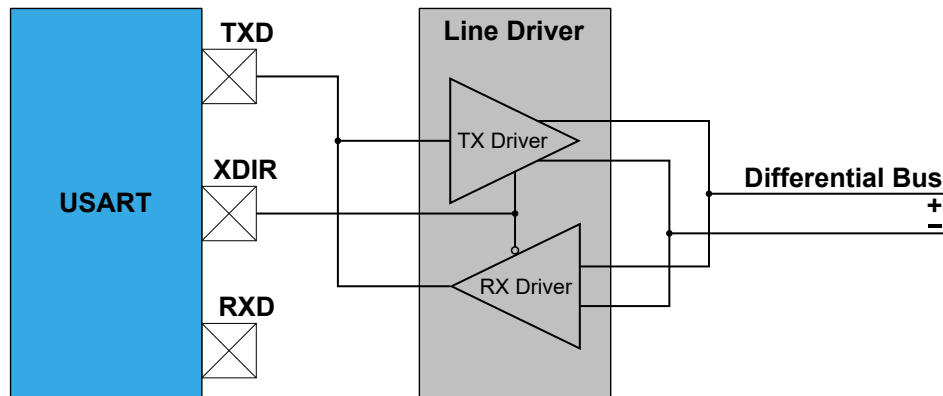 TXD
Line Driver
TX Driver
XDIR
USART
Differential Bus
+
−
RX Driver
RXD